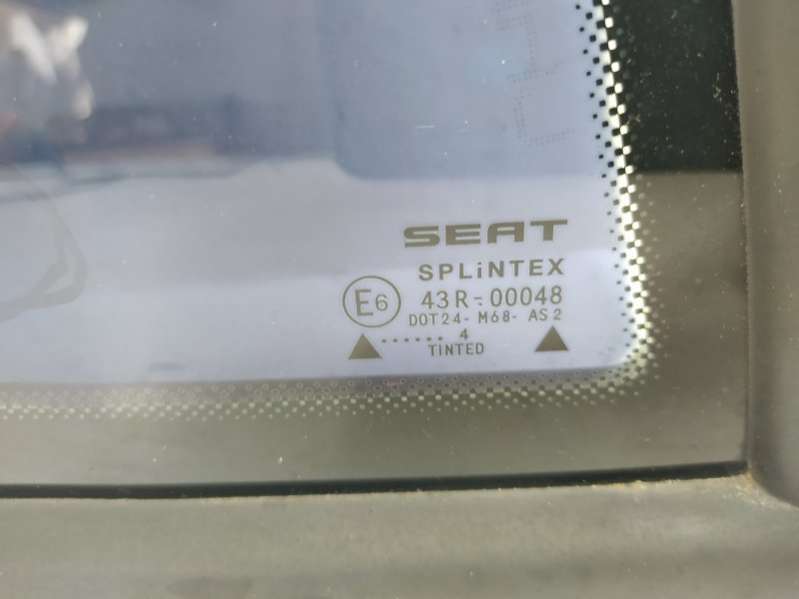 SEAT
SPLiNTEX
E6 43R-00048
DOT24-M68-AS2
...... 4
TINTED